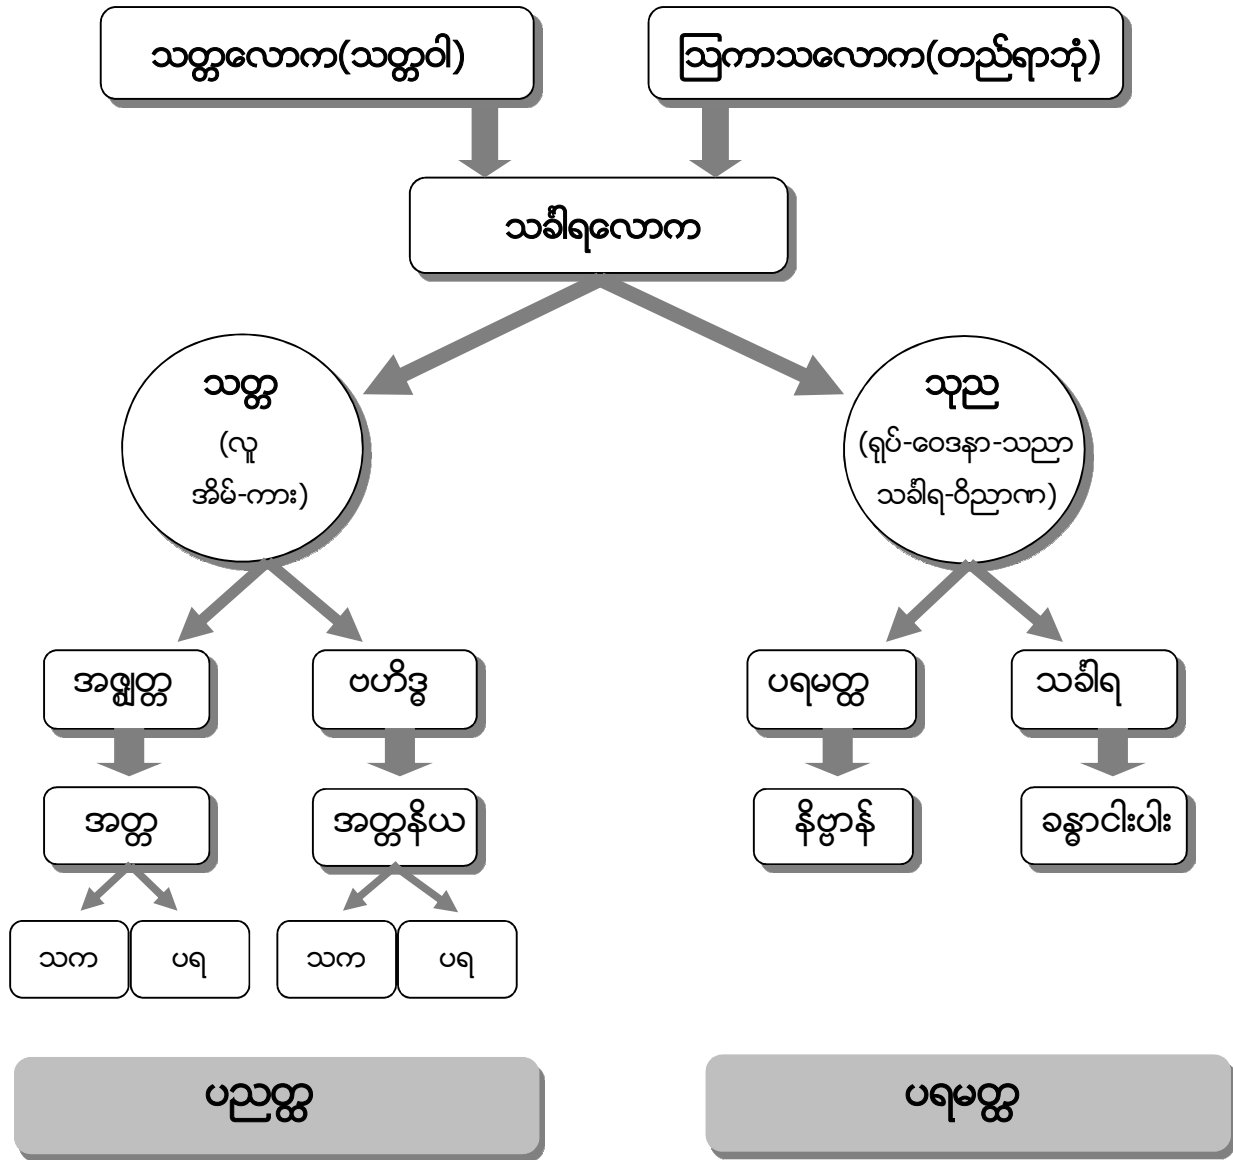 သတ္တလောက(သတ္တဝါ)
ဩကာသလောက(တည်ရာဘုံ)
သင်္ခါရလောက
သတ္တ
(လူ
အိမ်-ကား)
သုည
(ရုပ်-ဝေဒနာ-သညာ
သင်္ခါရ-ဝိညာဏ)
အဇ္ဈတ္တ
ဗဟိဒ္ဓ
ပရမတ္ထ
သင်္ခါရ
အတ္တ
အတ္တနိယ
နိဗ္ဗာန်
ခန္ဓာငါးပါး
သက
ပရ
သက
ပရ
ပညတ္ထ
ပရမတ္ထ